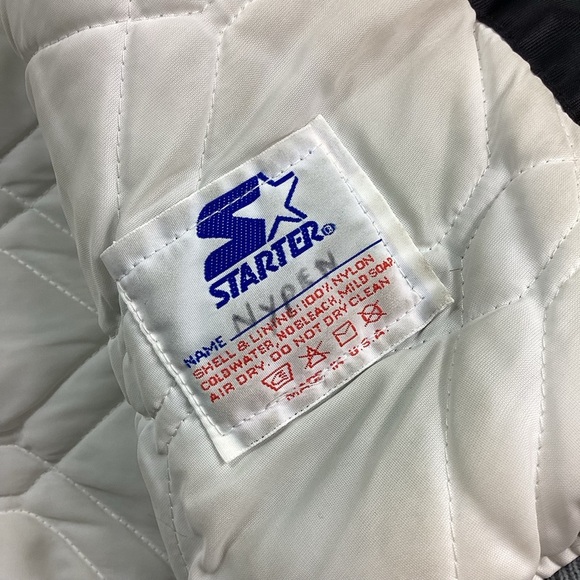 STARTER®
NAME NYPEN
SHELL & LINING: 100% NYLON
COLD WATER, NO BLEACH, MILD SOAP
AIR DRY. DO NOT DRY CLEAN
MADE IN U.S.A.